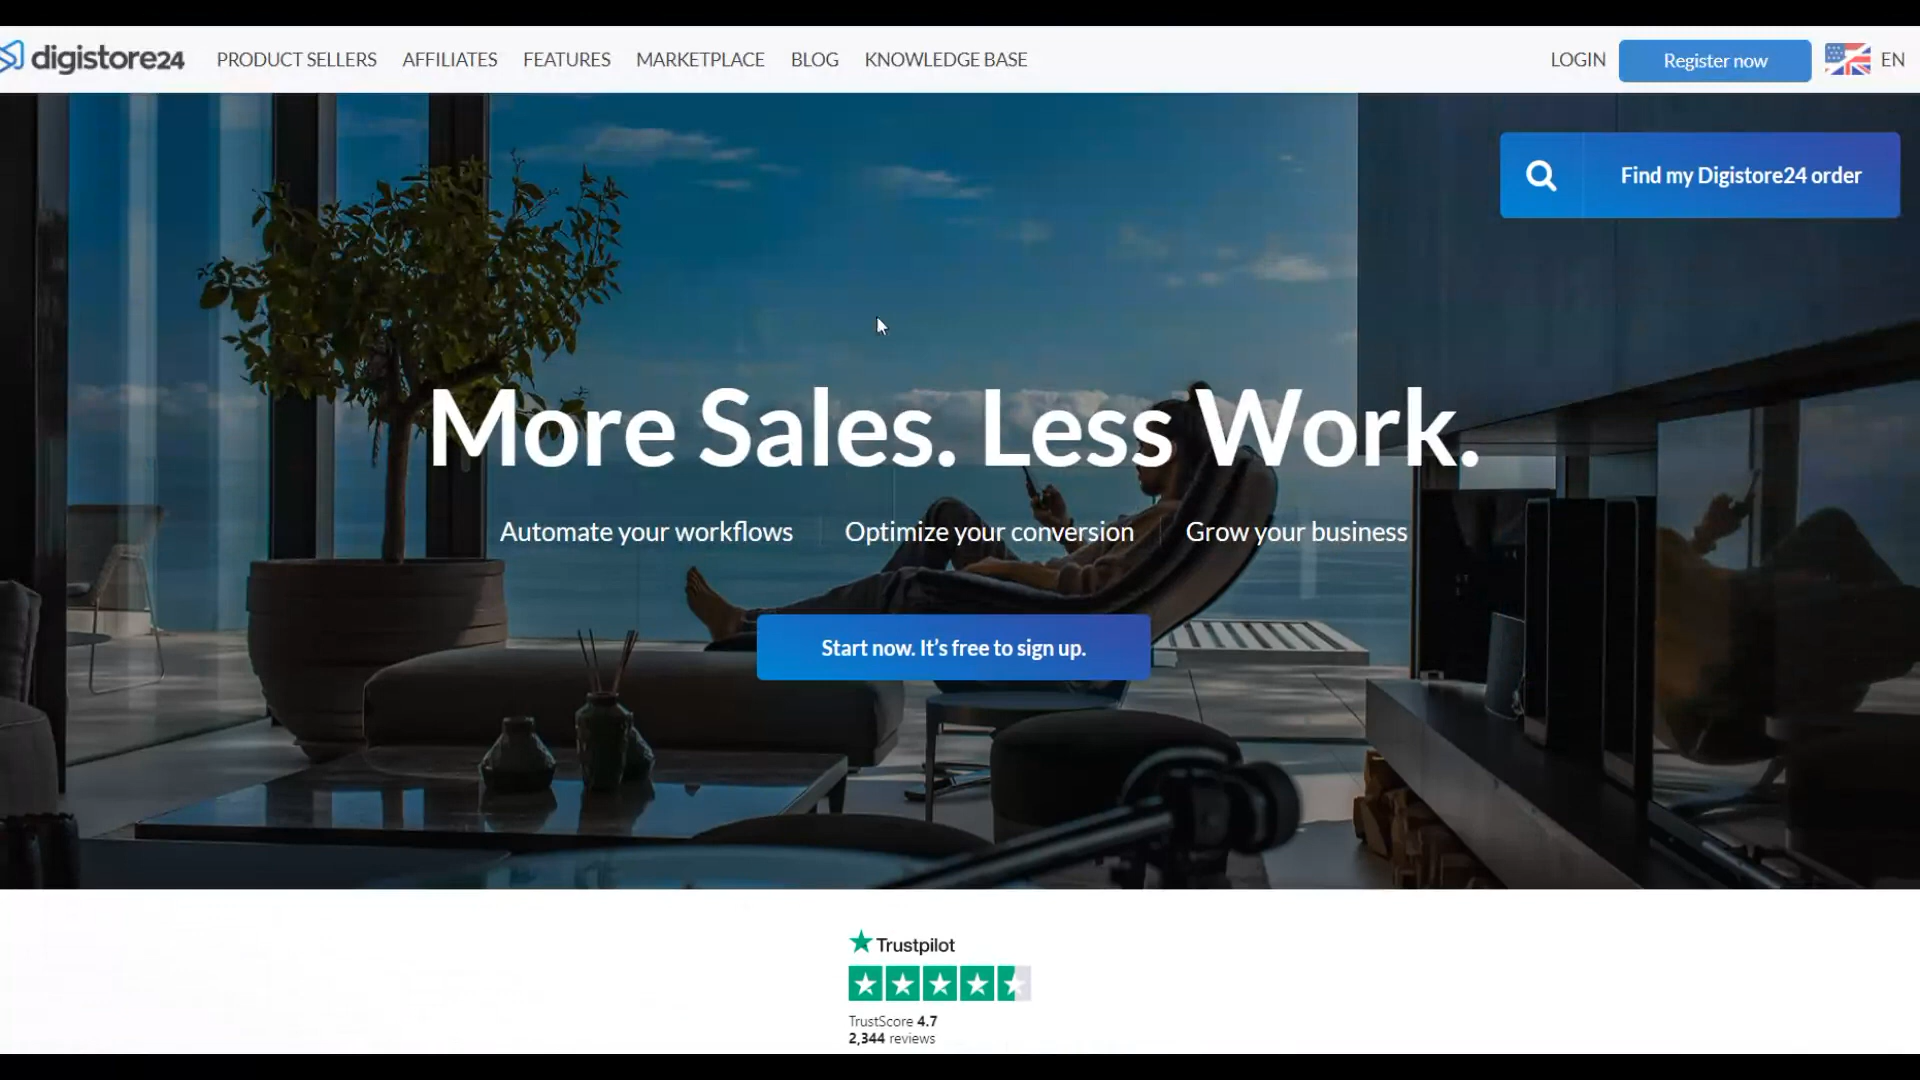 digistore24 PRODUCT SELLERS AFFILIATES FEATURES MARKETPLACE BLOG KNOWLEDGE BASE LOGIN Register now EN
Find my Digistore24 order
More Sales. Less Work.
Automate your workflows Optimize your conversion Grow your business
Start now. It's free to sign up.
Trustpilot
TrustScore 4.7
2,344 reviews